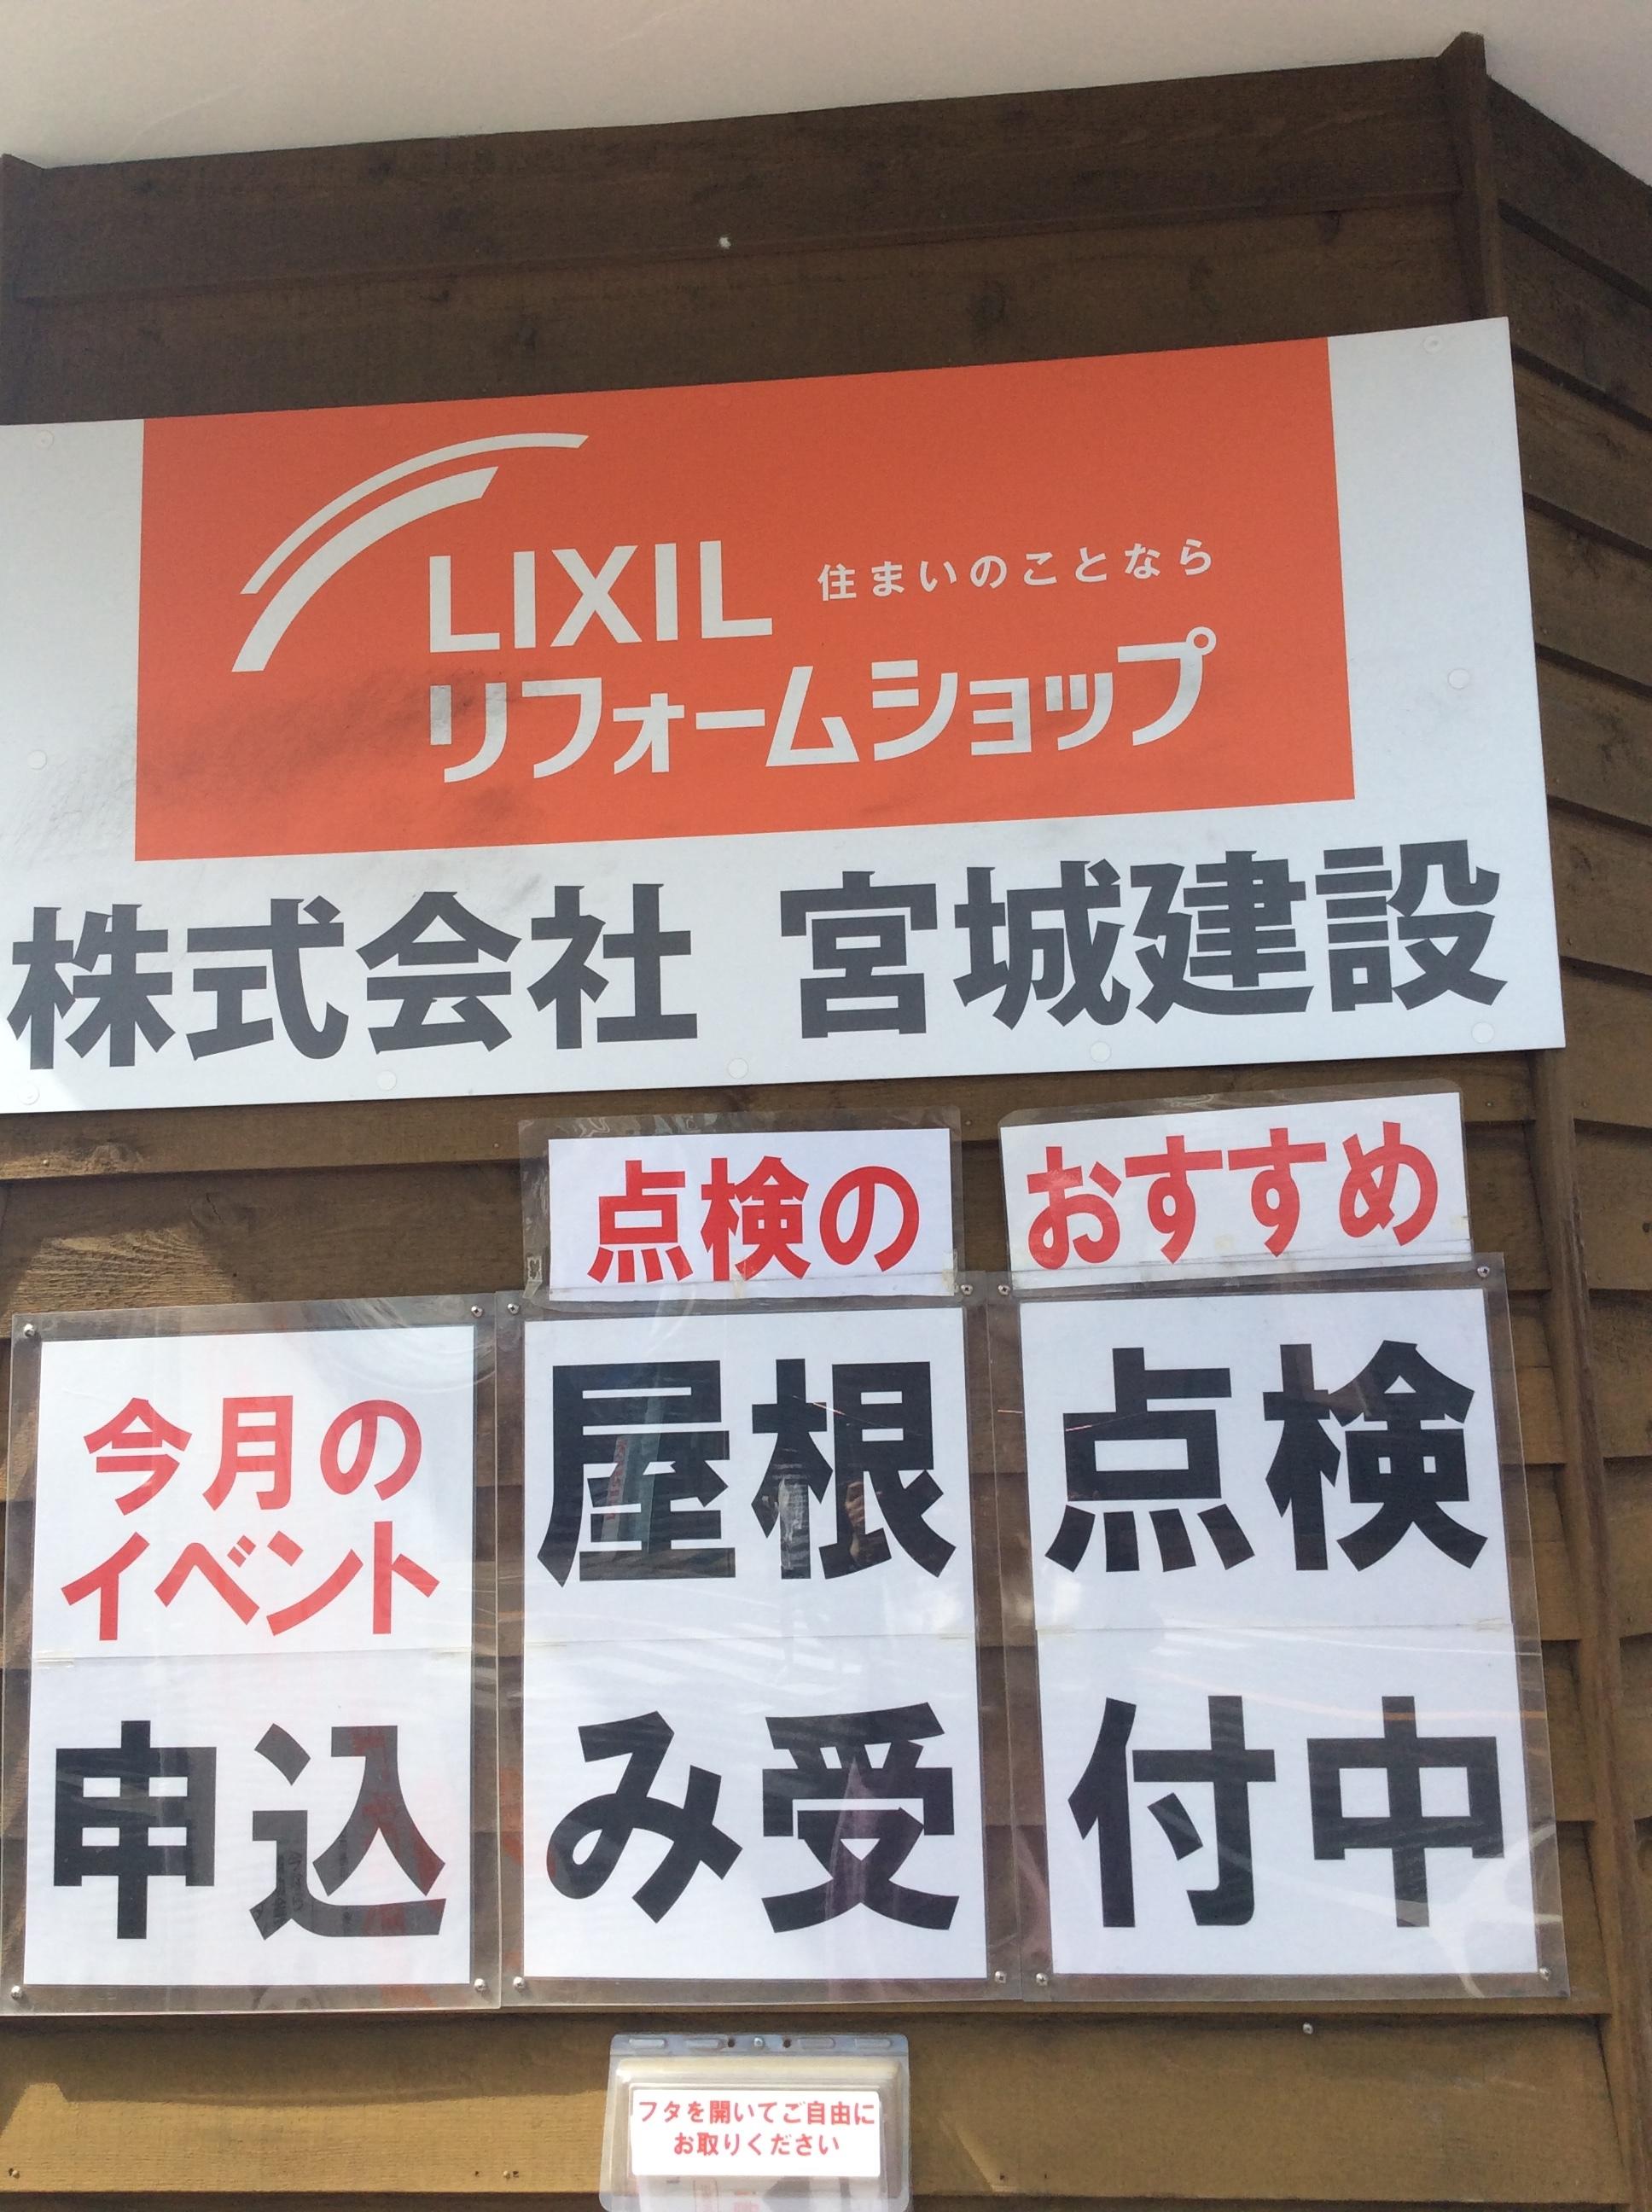 LIXIL 住まいのことなら
リフォームショップ
株式会社 宮城建設
点検の おすすめ
今月の
イベント
屋根点検
申込み受付中
フタを開いてご自由に
お取りください